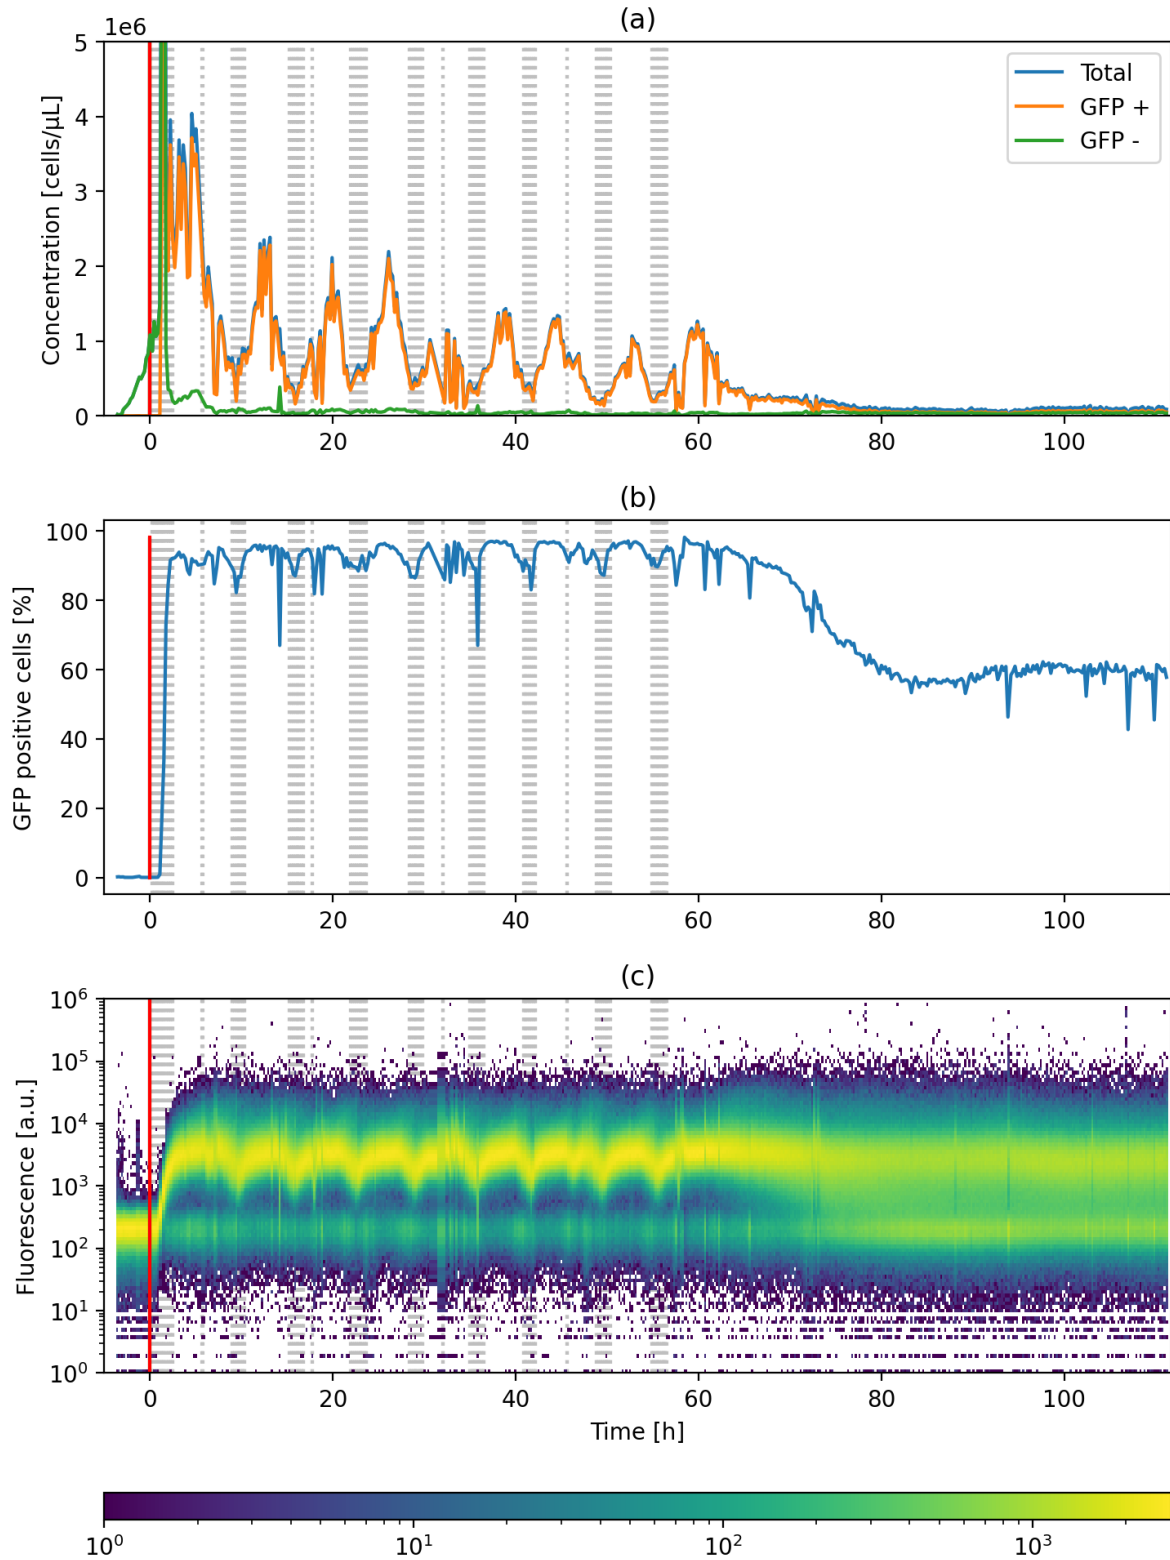 (a)
1e6
5
4
3
2
1
0
Concentration [cells/µL]
Total
GFP +
GFP -
0 20 40 60 80 100
(b)
100
80
60
40
20
0
GFP positive cells [%]
0 20 40 60 80 100
(c)
10⁶
10⁵
10⁴
10³
10²
10¹
10⁰
Fluorescence [a.u.]
0 20 40 60 80 100
Time [h]
10⁰ 10¹ 10² 10³